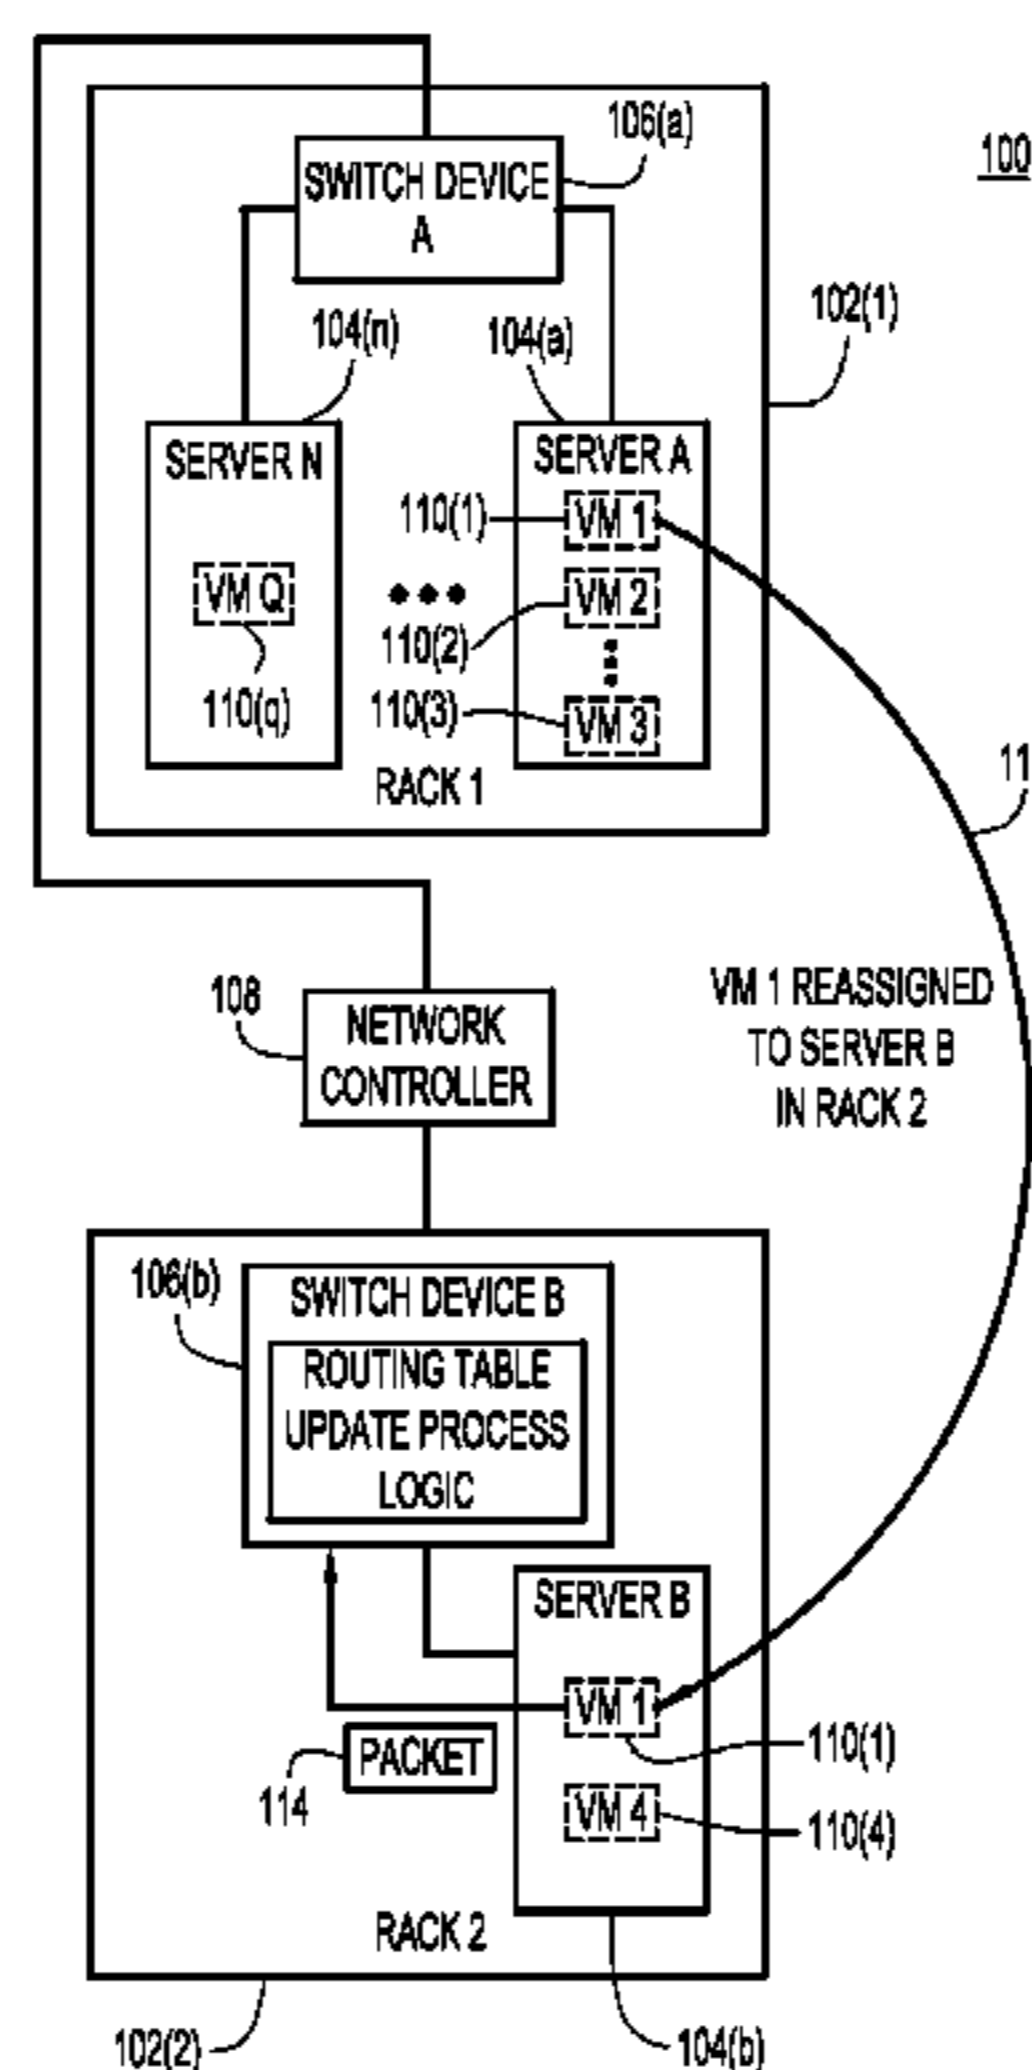 100
106(a)
SWITCH DEVICE
A
102(1)
104(n)
104(a)
SERVER N
SERVER A
110(1)
VM 1
VM Q
VM 2
110(2)
110(q)
110(3)
VM 3
RACK 1
11
108
NETWORK
CONTROLLER
VM 1 REASSIGNED
TO SERVER B
IN RACK 2
106(b)
SWITCH DEVICE B
ROUTING TABLE
UPDATE PROCESS
LOGIC
SERVER B
VM 1
110(1)
PACKET
114
VM 4
110(4)
RACK 2
102(2)
104(b)